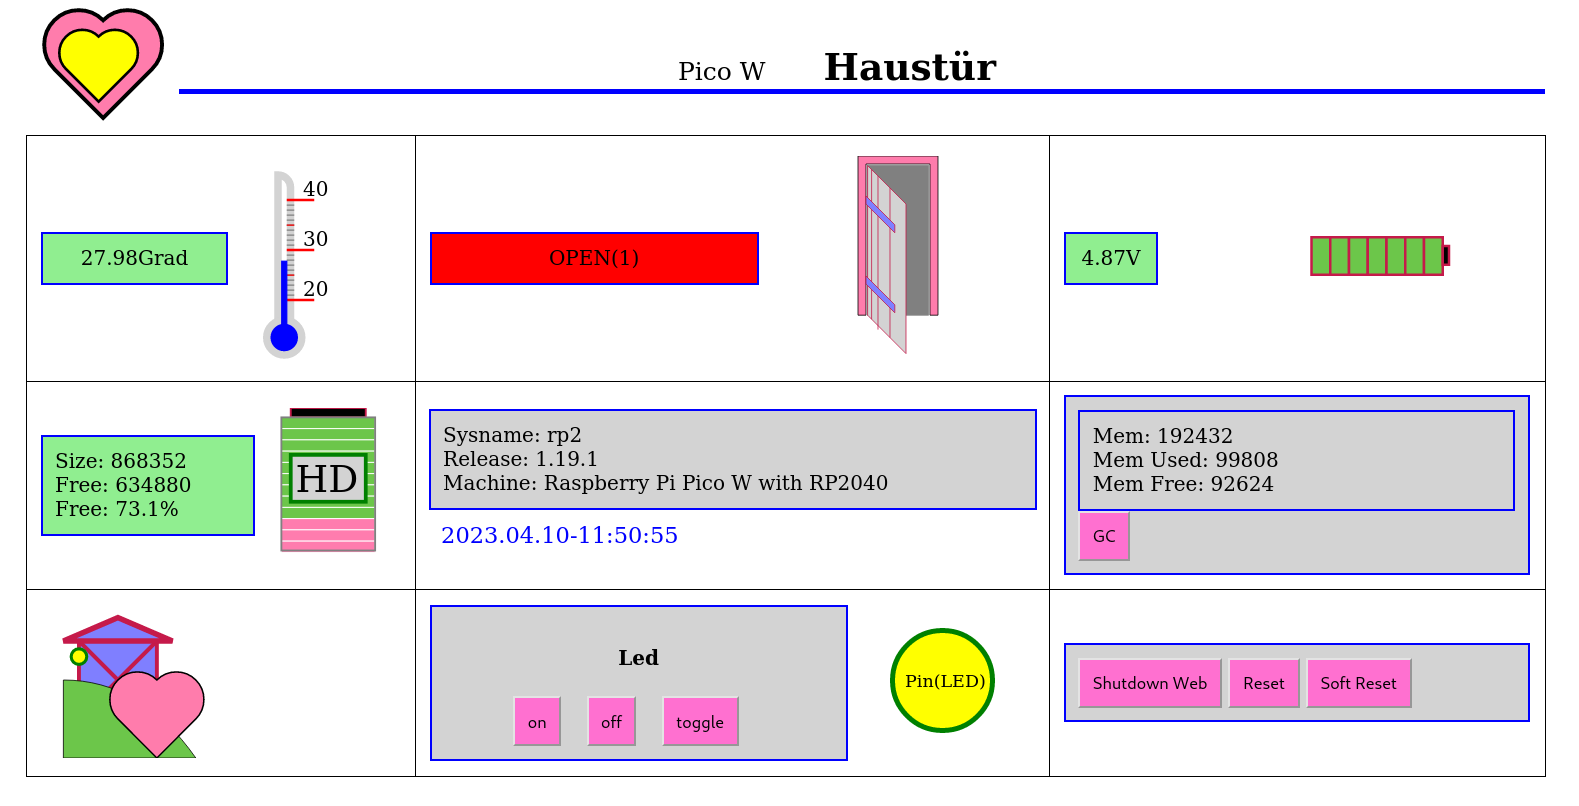 Pico W Haustür
27.98Grad
40
30
20
OPEN(1)
4.87V
Size: 868352
Free: 634880
Free: 73.1%
HD
Sysname: rp2
Release: 1.19.1
Machine: Raspberry Pi Pico W with RP2040
2023.04.10-11:50:55
Mem: 192432
Mem Used: 99808
Mem Free: 92624
GC
Led
on off toggle
Pin(LED)
Shutdown Web Reset Soft Reset